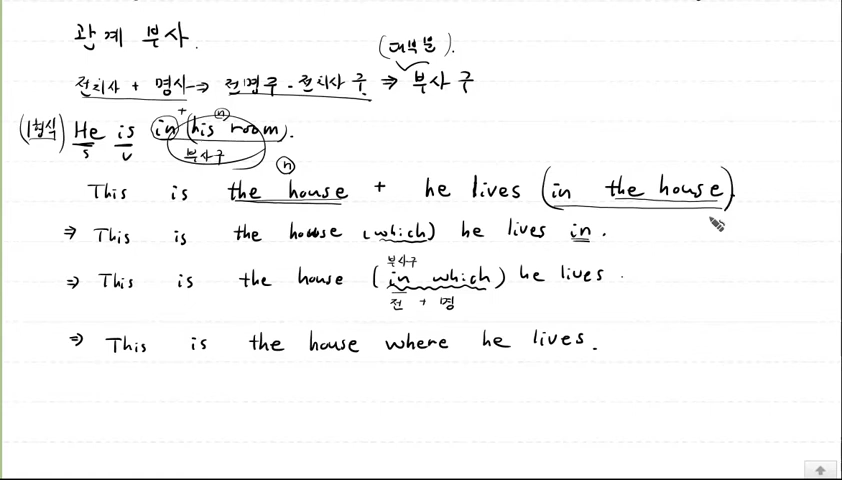 관계 부사.
(대부분).
전치사 + 명사 → 전명구 - 전치사 구 ⇒ 부사 구
+ n
(1형식) He is in (his room).
s v 부사구
n
This is the house + he lives (in the house).
⇒ This is the house (which) he lives in.
부사구
⇒ This is the house (in which) he lives.
전 + 명
⇒ This is the house where he lives.